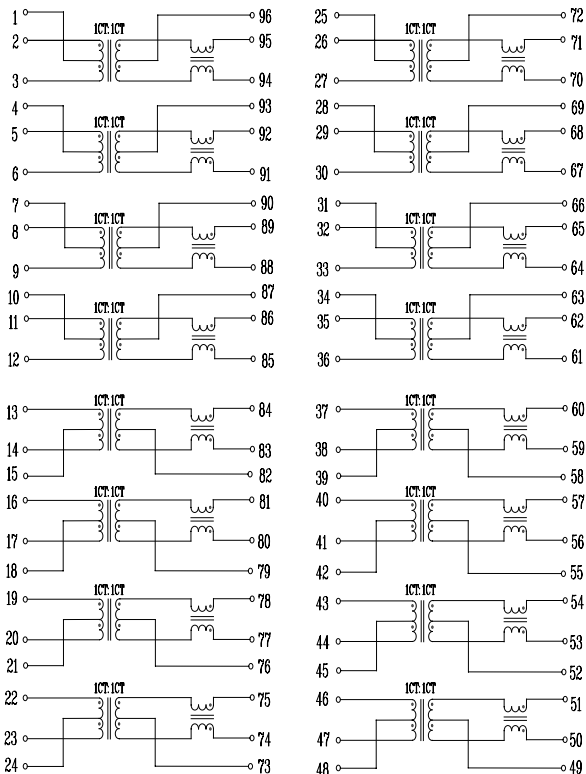 1 96 25 72
1CT:1CT 1CT:1CT
2 95 26 71
3 94 27 70
4 93 28 69
1CT:1CT 1CT:1CT
5 92 29 68
6 91 30 67
7 90 31 66
1CT:1CT 1CT:1CT
8 89 32 65
9 88 33 64
10 87 34 63
1CT:1CT 1CT:1CT
11 86 35 62
12 85 36 61
1CT:1CT 1CT:1CT
13 84 37 60
14 83 38 59
15 82 39 58
1CT:1CT 1CT:1CT
16 81 40 57
17 80 41 56
18 79 42 55
1CT:1CT 1CT:1CT
19 78 43 54
20 77 44 53
21 76 45 52
1CT:1CT 1CT:1CT
22 75 46 51
23 74 47 50
24 73 48 49